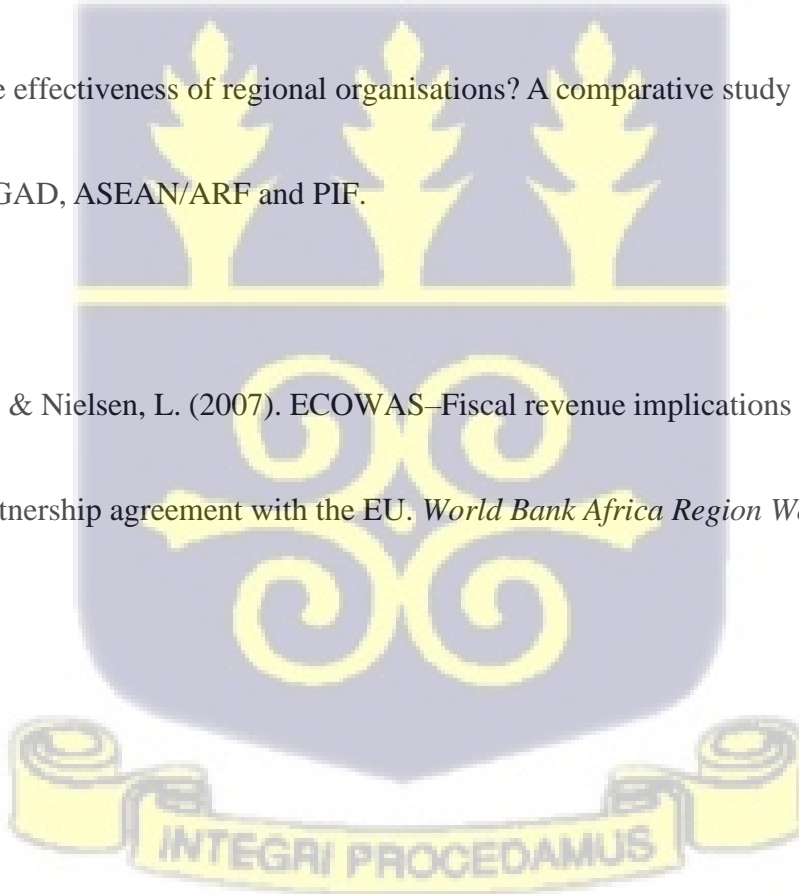 e effectiveness of regional organisations? A comparative study
GAD, ASEAN/ARF and PIF.
& Nielsen, L. (2007). ECOWAS–Fiscal revenue implications
tnership agreement with the EU. World Bank Africa Region Wo
INTEGRI PROCEDAMUS